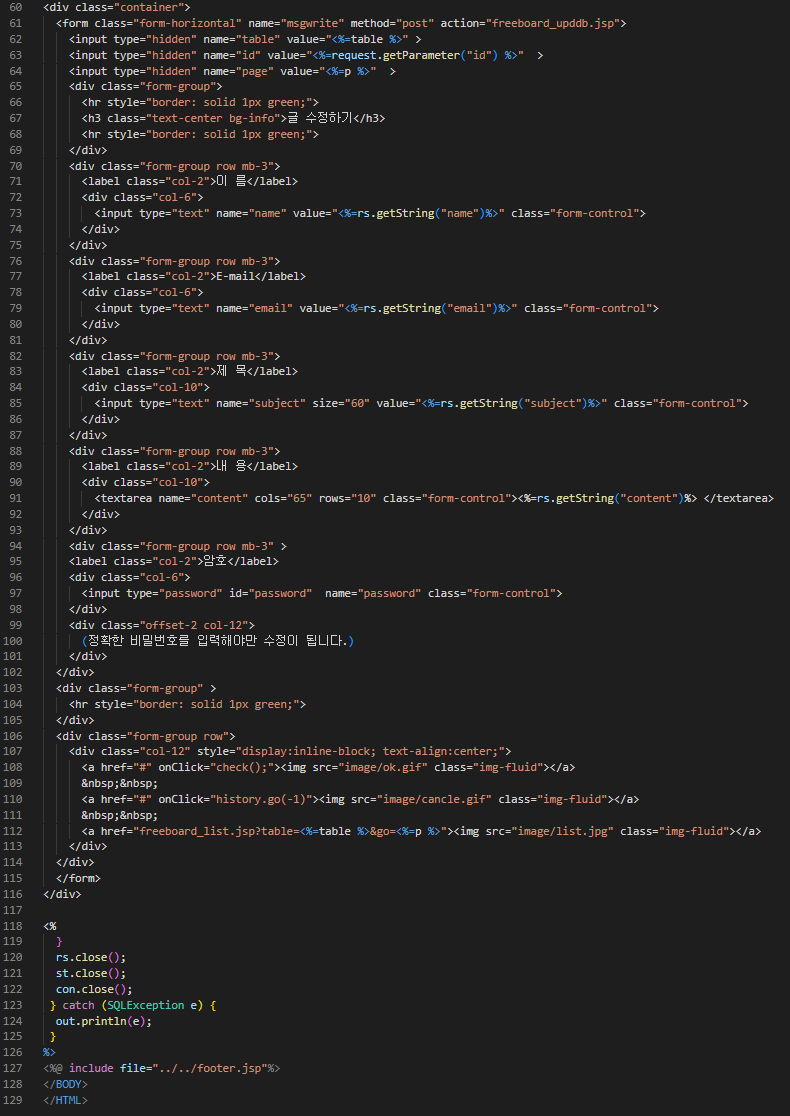 60 <div class="container">
61 <form class="form-horizontal" name="msgwrite" method="post" action="freeboard_upddb.jsp">
62 <input type="hidden" name="table" value="<%=table %>" >
63 <input type="hidden" name="id" value="<%=request.getParameter("id") %>"  >
64 <input type="hidden" name="page" value="<%=p %>"  >
65 <div class="form-group">
66 <hr style="border: solid 1px green;">
67 <h3 class="text-center bg-info">글 수정하기</h3>
68 <hr style="border: solid 1px green;">
69 </div>
70 <div class="form-group row mb-3">
71 <label class="col-2">이 름</label>
72 <div class="col-6">
73 <input type="text" name="name" value="<%=rs.getString("name")%>" class="form-control">
74 </div>
75 </div>
76 <div class="form-group row mb-3">
77 <label class="col-2">E-mail</label>
78 <div class="col-6">
79 <input type="text" name="email" value="<%=rs.getString("email")%>" class="form-control">
80 </div>
81 </div>
82 <div class="form-group row mb-3">
83 <label class="col-2">제 목</label>
84 <div class="col-10">
85 <input type="text" name="subject" size="60" value="<%=rs.getString("subject")%>" class="form-control">
86 </div>
87 </div>
88 <div class="form-group row mb-3">
89 <label class="col-2">내 용</label>
90 <div class="col-10">
91 <textarea name="content" cols="65" rows="10" class="form-control"><%=rs.getString("content")%> </textarea>
92 </div>
93 </div>
94 <div class="form-group row mb-3" >
95 <label class="col-2">암호</label>
96 <div class="col-6">
97 <input type="password" id="password"  name="password" class="form-control">
98 </div>
99 <div class="offset-2 col-12">
100 (정확한 비밀번호를 입력해야만 수정이 됩니다.)
101 </div>
102 </div>
103 <div class="form-group" >
104 <hr style="border: solid 1px green;">
105 </div>
106 <div class="form-group row">
107 <div class="col-12" style="display:inline-block; text-align:center;">
108 <a href="#" onClick="check();"><img src="image/ok.gif" class="img-fluid"></a>
109 &nbsp;&nbsp;
110 <a href="#" onClick="history.go(-1)"><img src="image/cancle.gif" class="img-fluid"></a>
111 &nbsp;&nbsp;
112 <a href="freeboard_list.jsp?table=<%=table %>&go=<%=p %>"><img src="image/list.jpg" class="img-fluid"></a>
113 </div>
114 </div>
115 </form>
116 </div>
117
118 <%
119 }
120 rs.close();
121 st.close();
122 con.close();
123 } catch (SQLException e) {
124 out.println(e);
125 }
126 %>
127 <%@ include file="../../footer.jsp"%>
128 </BODY>
129 </HTML>